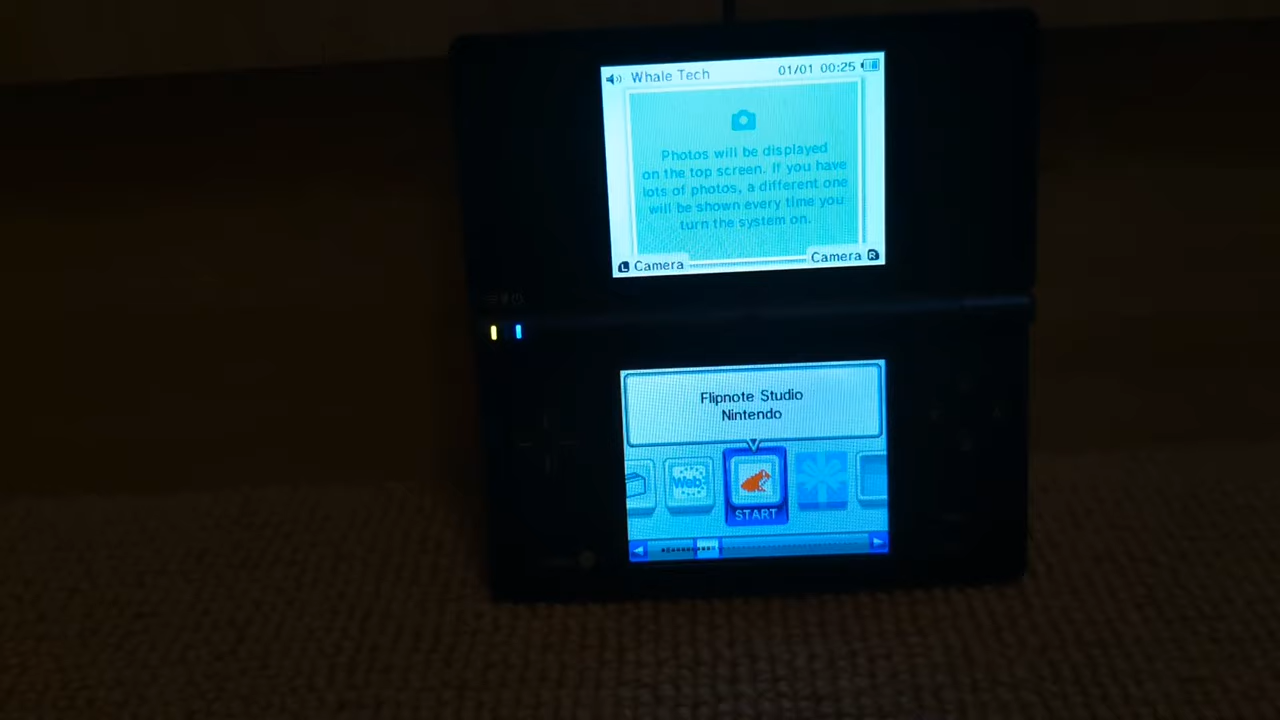 Whale Tech 01/01 00:25
Photos will be displayed
on the top screen. If you have
lots of photos, a different one
will be shown every time you
turn the system on.
L Camera Camera R
Flipnote Studio
Nintendo
Web
START